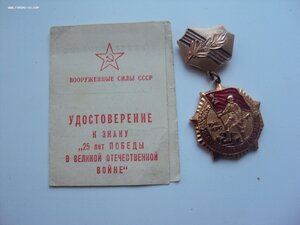 ВООРУЖЕННЫЕ СИЛЫ СССР
УДОСТОВЕРЕНИЕ
К ЗНАКУ
„25 лет ПОБЕДЫ
В ВЕЛИКОЙ ОТЕЧЕСТВЕННОЙ
ВОЙНЕ"